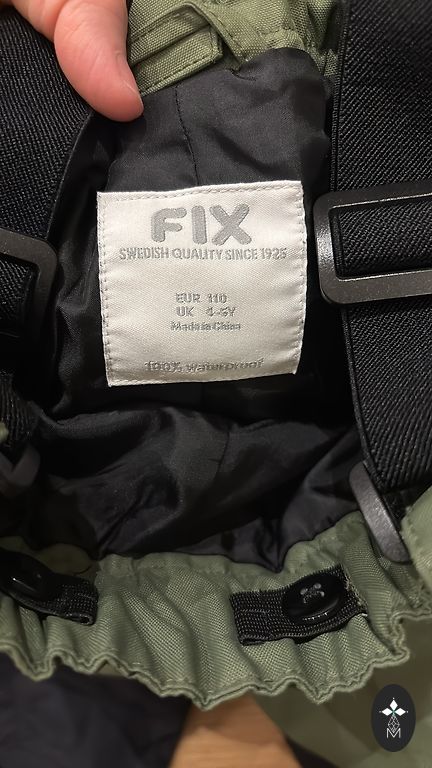 FIX
SWEDISH QUALITY SINCE 1925
EUR 110
UK 4-5Y
Made in China
100% waterproof
M